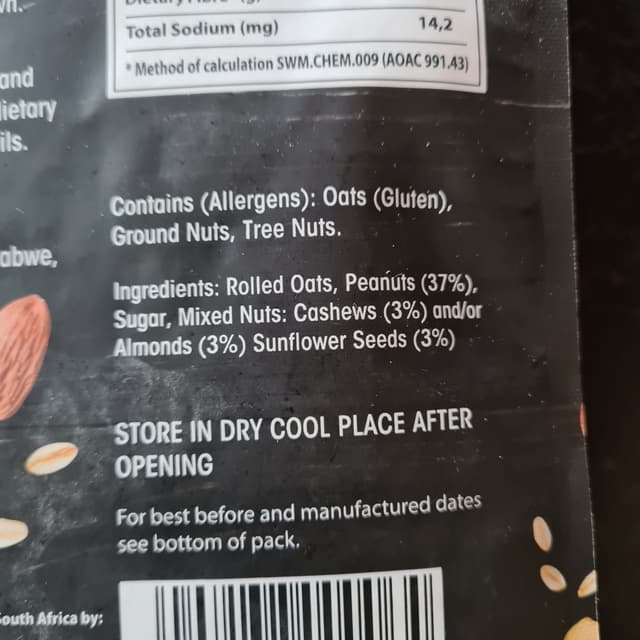 Total Sodium (mg) 14,2
* Method of calculation SWM.CHEM.009 (AOAC 991.43)
and
ils.
abwe,
Contains (Allergens): Oats (Gluten),
Ground Nuts, Tree Nuts.
Ingredients: Rolled Oats, Peanuts (37%),
Sugar, Mixed Nuts: Cashews (3%) and/or
Almonds (3%) Sunflower Seeds (3%)
STORE IN DRY COOL PLACE AFTER
OPENING
For best before and manufactured dates
see bottom of pack.
South Africa by: